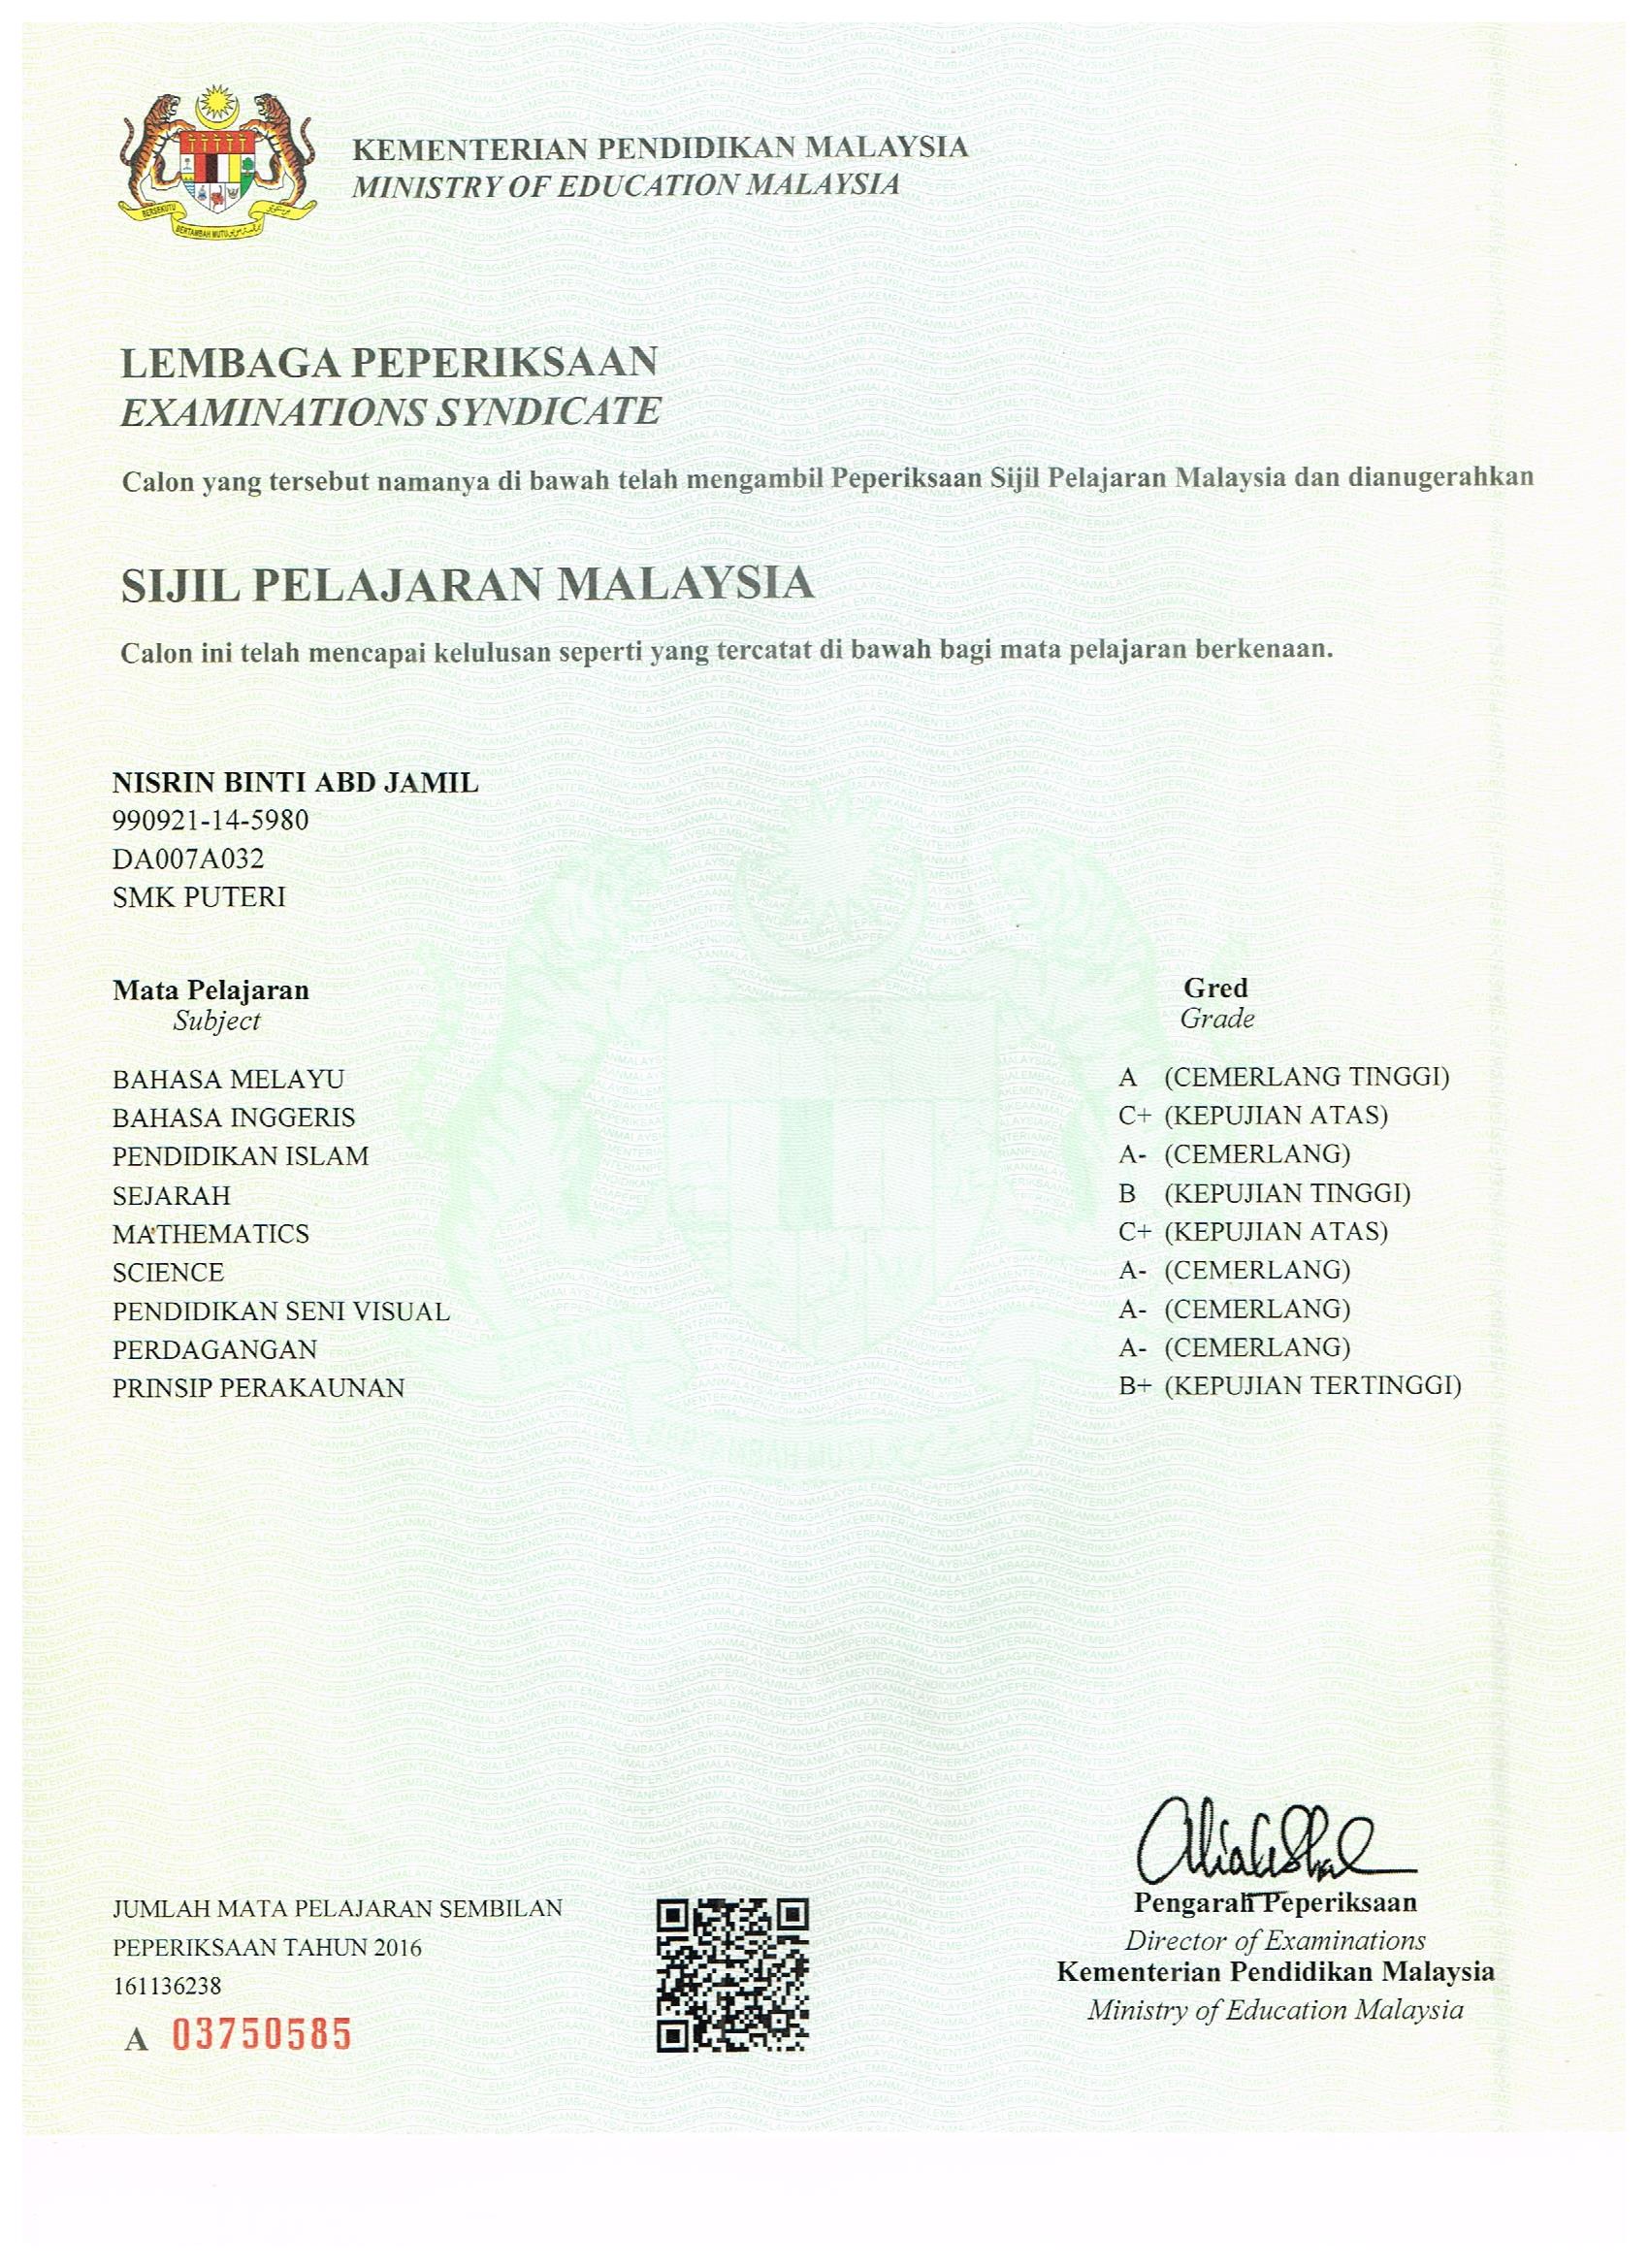 KEMENTERIAN PENDIDIKAN MALAYSIA
MINISTRY OF EDUCATION MALAYSIA
BERSEKUTU
BERTAMBAH MUTU
LEMBAGA PEPERIKSAAN
EXAMINATIONS SYNDICATE
Calon yang tersebut namanya di bawah telah mengambil Peperiksaan Sijil Pelajaran Malaysia dan dianugerahkan
SIJIL PELAJARAN MALAYSIA
Calon ini telah mencapai kelulusan seperti yang tercatat di bawah bagi mata pelajaran berkenaan.
NISRIN BINTI ABD JAMIL
990921-14-5980
DA007A032
SMK PUTERI
Mata Pelajaran Gred
Subject Grade
BAHASA MELAYU A (CEMERLANG TINGGI)
BAHASA INGGERIS C+ (KEPUJIAN ATAS)
PENDIDIKAN ISLAM A- (CEMERLANG)
SEJARAH B (KEPUJIAN TINGGI)
MATHEMATICS C+ (KEPUJIAN ATAS)
SCIENCE A- (CEMERLANG)
PENDIDIKAN SENI VISUAL A- (CEMERLANG)
PERDAGANGAN A- (CEMERLANG)
PRINSIP PERAKAUNAN B+ (KEPUJIAN TERTINGGI)
JUMLAH MATA PELAJARAN SEMBILAN
PEPERIKSAAN TAHUN 2016
161136238
A 03750585
Pengarah Peperiksaan
Director of Examinations
Kementerian Pendidikan Malaysia
Ministry of Education Malaysia